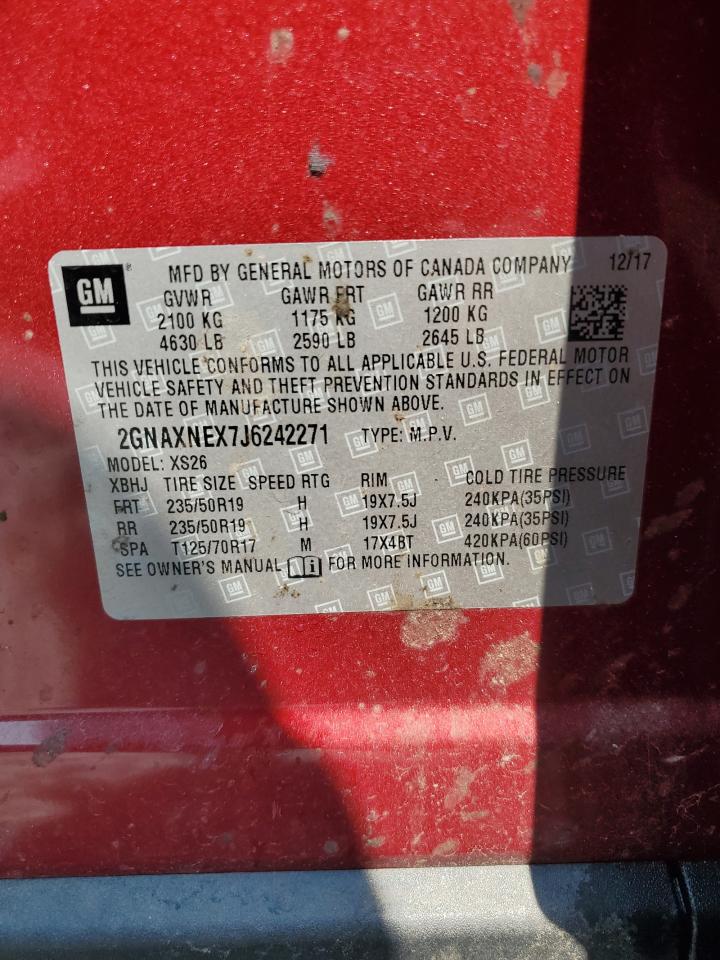 GM MFD BY GENERAL MOTORS OF CANADA COMPANY 12/17
GVWR GAWR FRT GAWR RR
2100 KG 1175 KG 1200 KG
4630 LB 2590 LB 2645 LB
THIS VEHICLE CONFORMS TO ALL APPLICABLE U.S. FEDERAL MOTOR
VEHICLE SAFETY AND THEFT PREVENTION STANDARDS IN EFFECT ON
THE DATE OF MANUFACTURE SHOWN ABOVE.
2GNAXNEX7J6242271 TYPE: M.P.V.
MODEL: XS26
XBHJ TIRE SIZE SPEED RTG RIM COLD TIRE PRESSURE
FRT 235/50R19 H 19X7.5J 240KPA(35PSI)
RR 235/50R19 H 19X7.5J 240KPA(35PSI)
SPA T125/70R17 M 17X4BT 420KPA(60PSI)
SEE OWNER'S MANUAL FOR MORE INFORMATION.